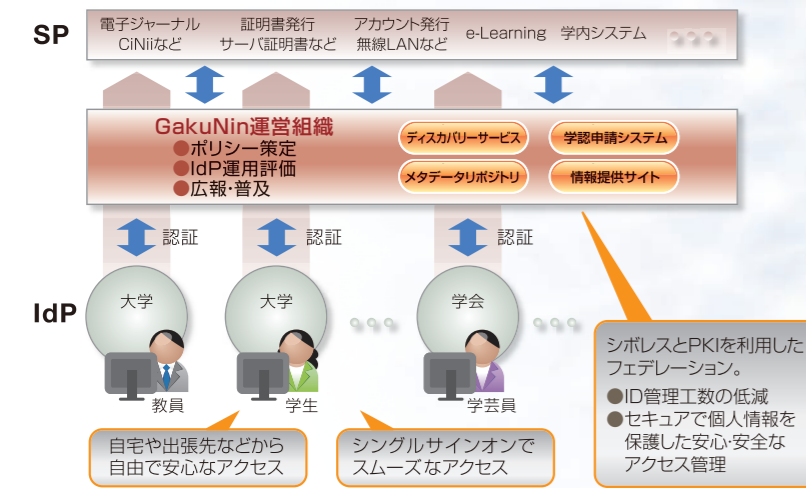 SP
電子ジャーナル
CiNiiなど
証明書発行
サーバ証明書など
アカウント発行
無線LANなど
e-Learning
学内システム
GakuNin運営組織
●ポリシー策定
●IdP運用評価
●広報・普及
ディスカバリーサービス
学認申請システム
メタデータリポジトリ
情報提供サイト
認証
認証
認証
IdP
大学
大学
学会
教員
学生
学芸員
自宅や出張先などから
自由で安心なアクセス
シングルサインオンで
スムーズなアクセス
シボレスとPKIを利用した
フェデレーション。
●ID管理工数の低減
●セキュアで個人情報を
保護した安心・安全な
アクセス管理